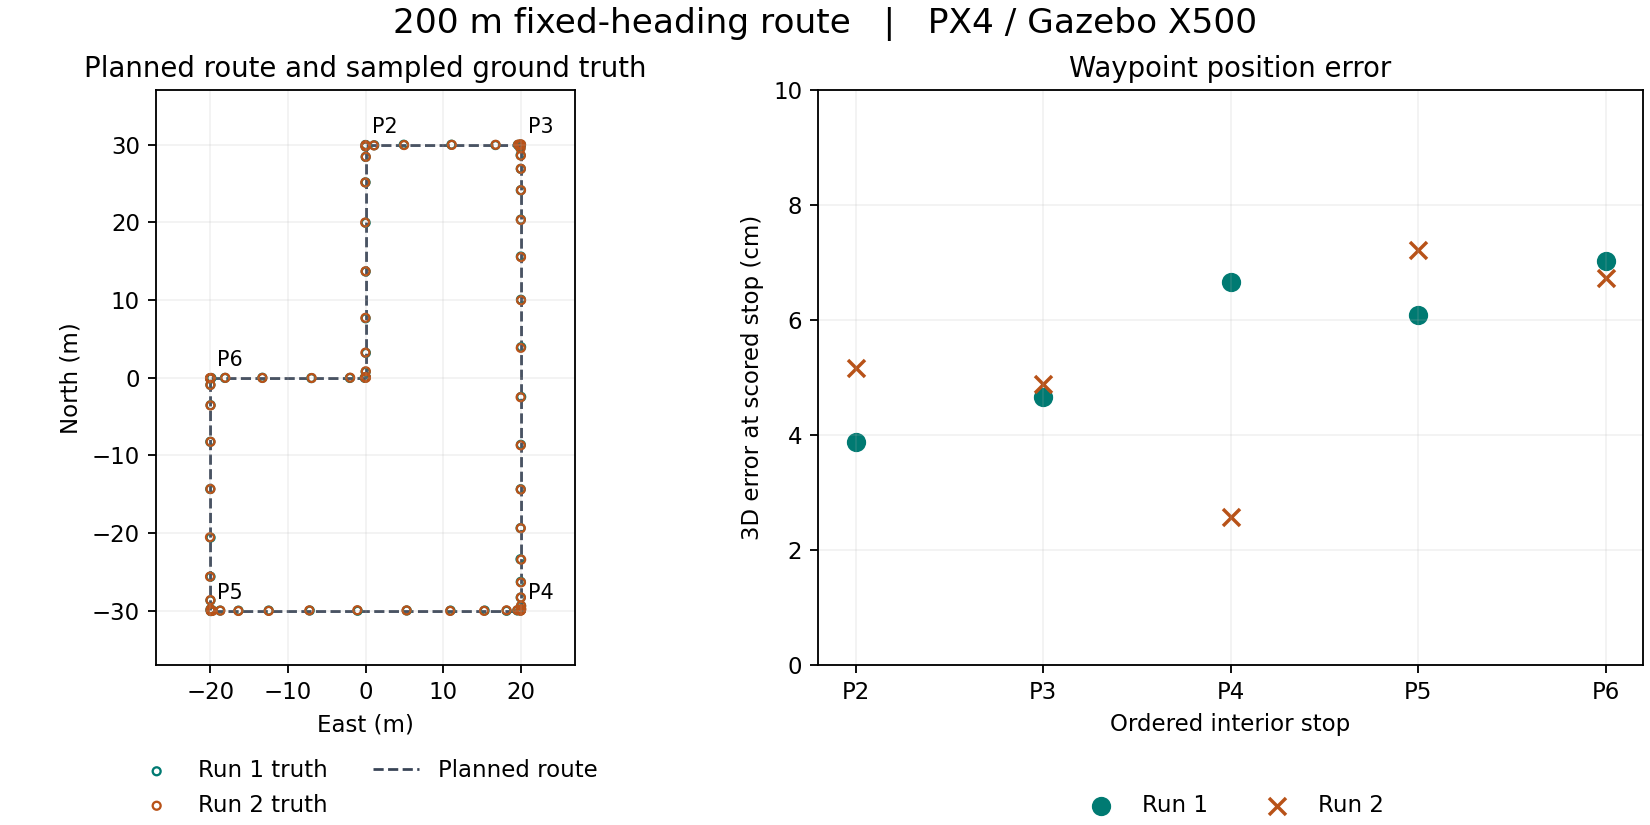 200 m fixed-heading route | PX4 / Gazebo X500
Planned route and sampled ground truth
P2
P3
P6
P5
P4
30
20
10
0
−10
−20
−30
North (m)
−20 −10 0 10 20
East (m)
Run 1 truth
Run 2 truth
Planned route
Waypoint position error
10
8
6
4
2
0
3D error at scored stop (cm)
P2 P3 P4 P5 P6
Ordered interior stop
Run 1 Run 2